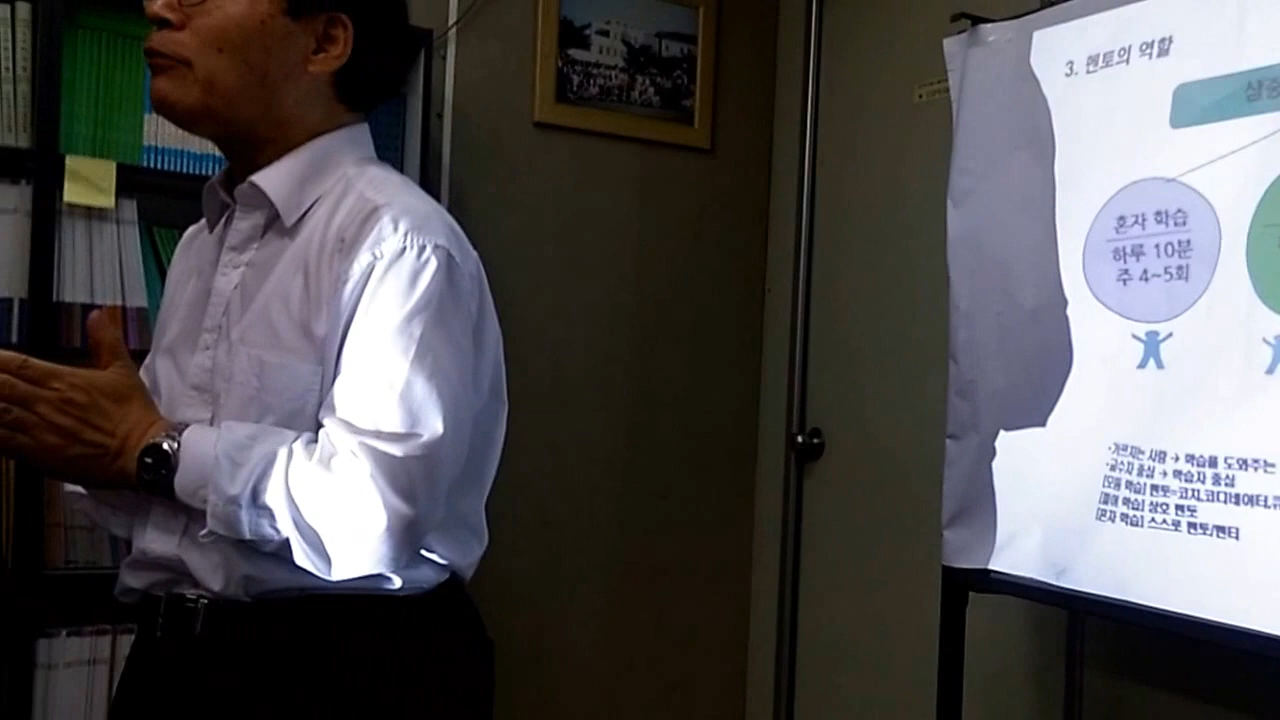 3. 멘토의 역할
삼중
혼자 학습
하루 10분
주 4~5회
·가르치는 사람 → 학습을 도와주는
·교수자 중심 → 학습자 중심
[모둠 학습] 멘토=코치,코디네이터,
[짝여 학습] 상호 멘토
[혼자 학습] 스스로 멘토/멘티